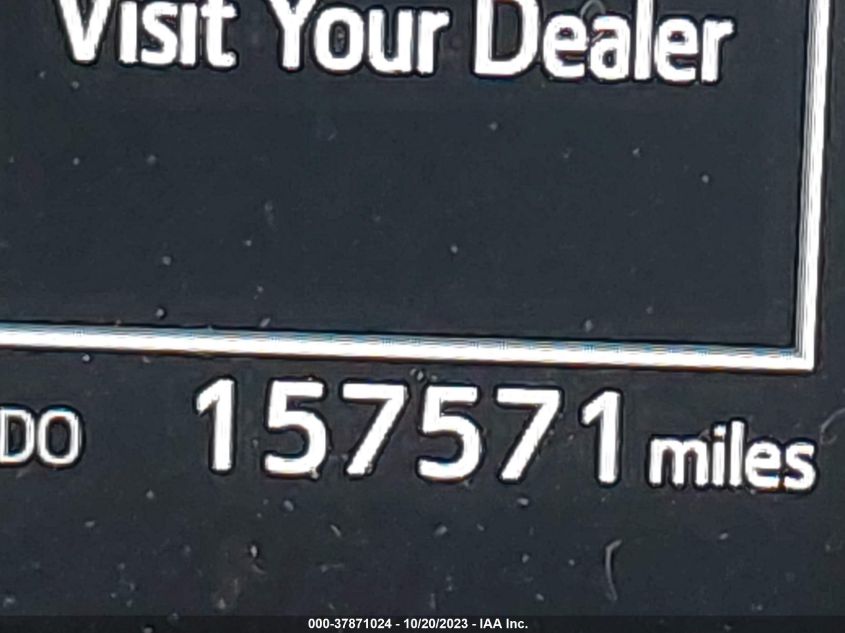 Visit Your Dealer
DO 157571 miles
000-37871024 - 10/20/2023 - IAA Inc.